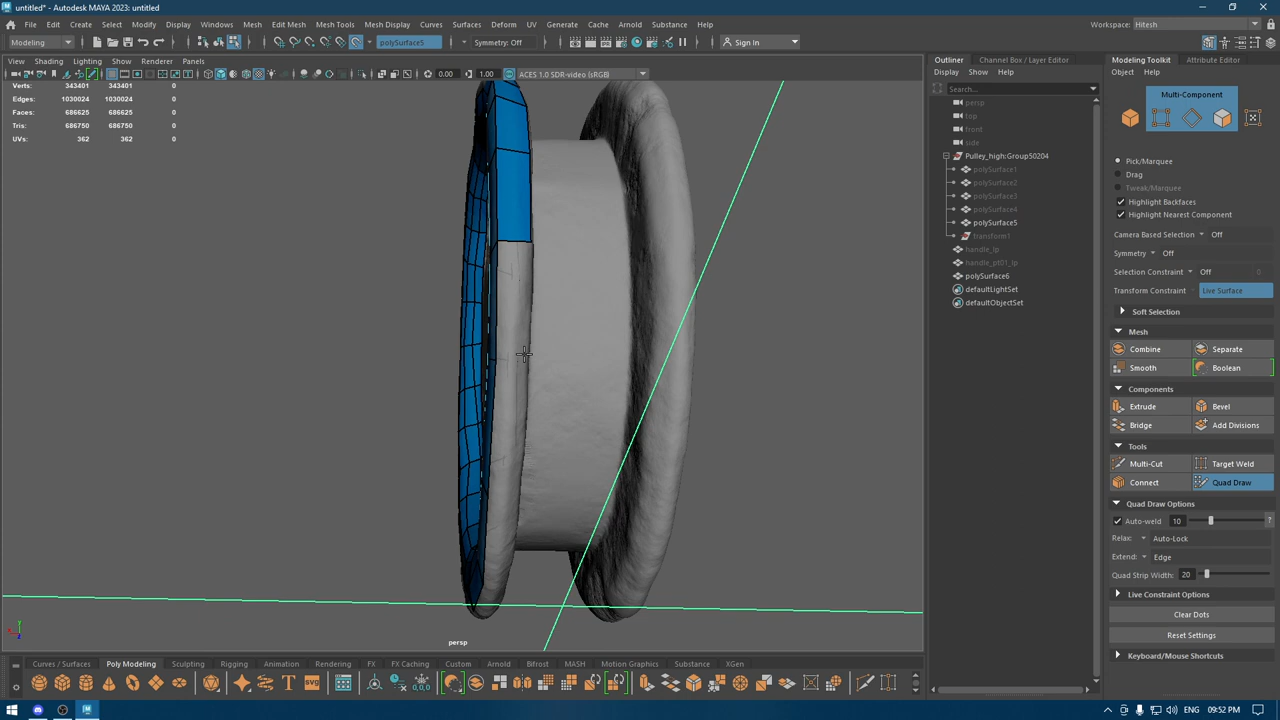 untitled* - Autodesk MAYA 2023: untitled
File Edit Create Select Modify Display Windows Mesh Edit Mesh Mesh Tools Mesh Display Curves Surfaces Deform UV Generate Cache Arnold Substance Help
Workspace: Hitesh
Modeling polySurface5 Symmetry: Off Sign In
View Shading Lighting Show Renderer Panels
0.00 1.00 ACES 1.0 SDR-video (sRGB)
Verts: 343401 343401 0
Edges: 1030024 1030024 0
Faces: 686625 686625 0
Tris: 686750 686750 0
UVs: 362 362 0
persp
Outliner Channel Box / Layer Editor
Display Show Help
Search...
persp
top
front
side
Pulley_high:Group50204
polySurface1
polySurface2
polySurface3
polySurface4
polySurface5
transform1
handle_lp
handle_pt01_lp
polySurface6
defaultLightSet
defaultObjectSet
Modeling Toolkit Attribute Editor
Object Help
Multi-Component
Pick/Marquee
Drag
Tweak/Marquee
Highlight Backfaces
Highlight Nearest Component
Camera Based Selection Off
Symmetry Off
Selection Constraint Off 0
Transform Constraint Live Surface
Soft Selection
Mesh
Combine Separate
Smooth Boolean
Components
Extrude Bevel
Bridge Add Divisions
Tools
Multi-Cut Target Weld
Connect Quad Draw
Quad Draw Options
Auto-weld 10 ?
Relax: Auto-Lock
Extend: Edge
Quad Strip Width: 20
Live Constraint Options
Clear Dots
Reset Settings
Keyboard/Mouse Shortcuts
Curves / Surfaces Poly Modeling Sculpting Rigging Animation Rendering FX FX Caching Custom Arnold Bifrost MASH Motion Graphics Substance XGen
T SVG 0,0,0
ENG 09:52 PM